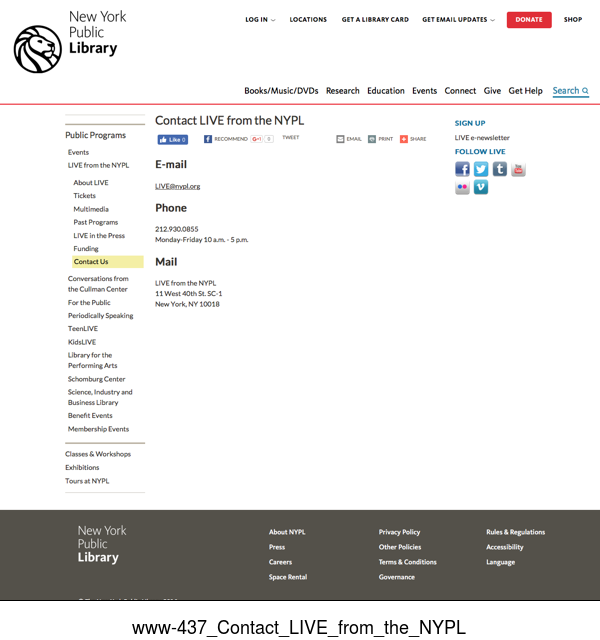 New York
Public
Library
LOG IN
LOCATIONS
GET A LIBRARY CARD
GET EMAIL UPDATES
DONATE
SHOP
Books/Music/DVDs Research Education Events Connect Give Get Help Search
Public Programs
Events
LIVE from the NYPL
About LIVE
Tickets
Multimedia
Past Programs
LIVE in the Press
Funding
Contact Us
Conversations from
the Cullman Center
For the Public
Periodically Speaking
TeenLIVE
KidsLIVE
Library for the
Performing Arts
Schomburg Center
Science, Industry and
Business Library
Benefit Events
Membership Events
Classes & Workshops
Exhibitions
Tours at NYPL
Contact LIVE from the NYPL
Like 0
RECOMMEND
G+1 0
TWEET
EMAIL
PRINT
SHARE
E-mail
LIVE@nypl.org
Phone
212.930.0855
Monday-Friday 10 a.m. - 5 p.m.
Mail
LIVE from the NYPL
11 West 40th St. SC-1
New York, NY 10018
SIGN UP
LIVE e-newsletter
FOLLOW LIVE
New York
Public
Library
About NYPL
Press
Careers
Space Rental
Privacy Policy
Other Policies
Terms & Conditions
Governance
Rules & Regulations
Accessibility
Language
www-437_Contact_LIVE_from_the_NYPL